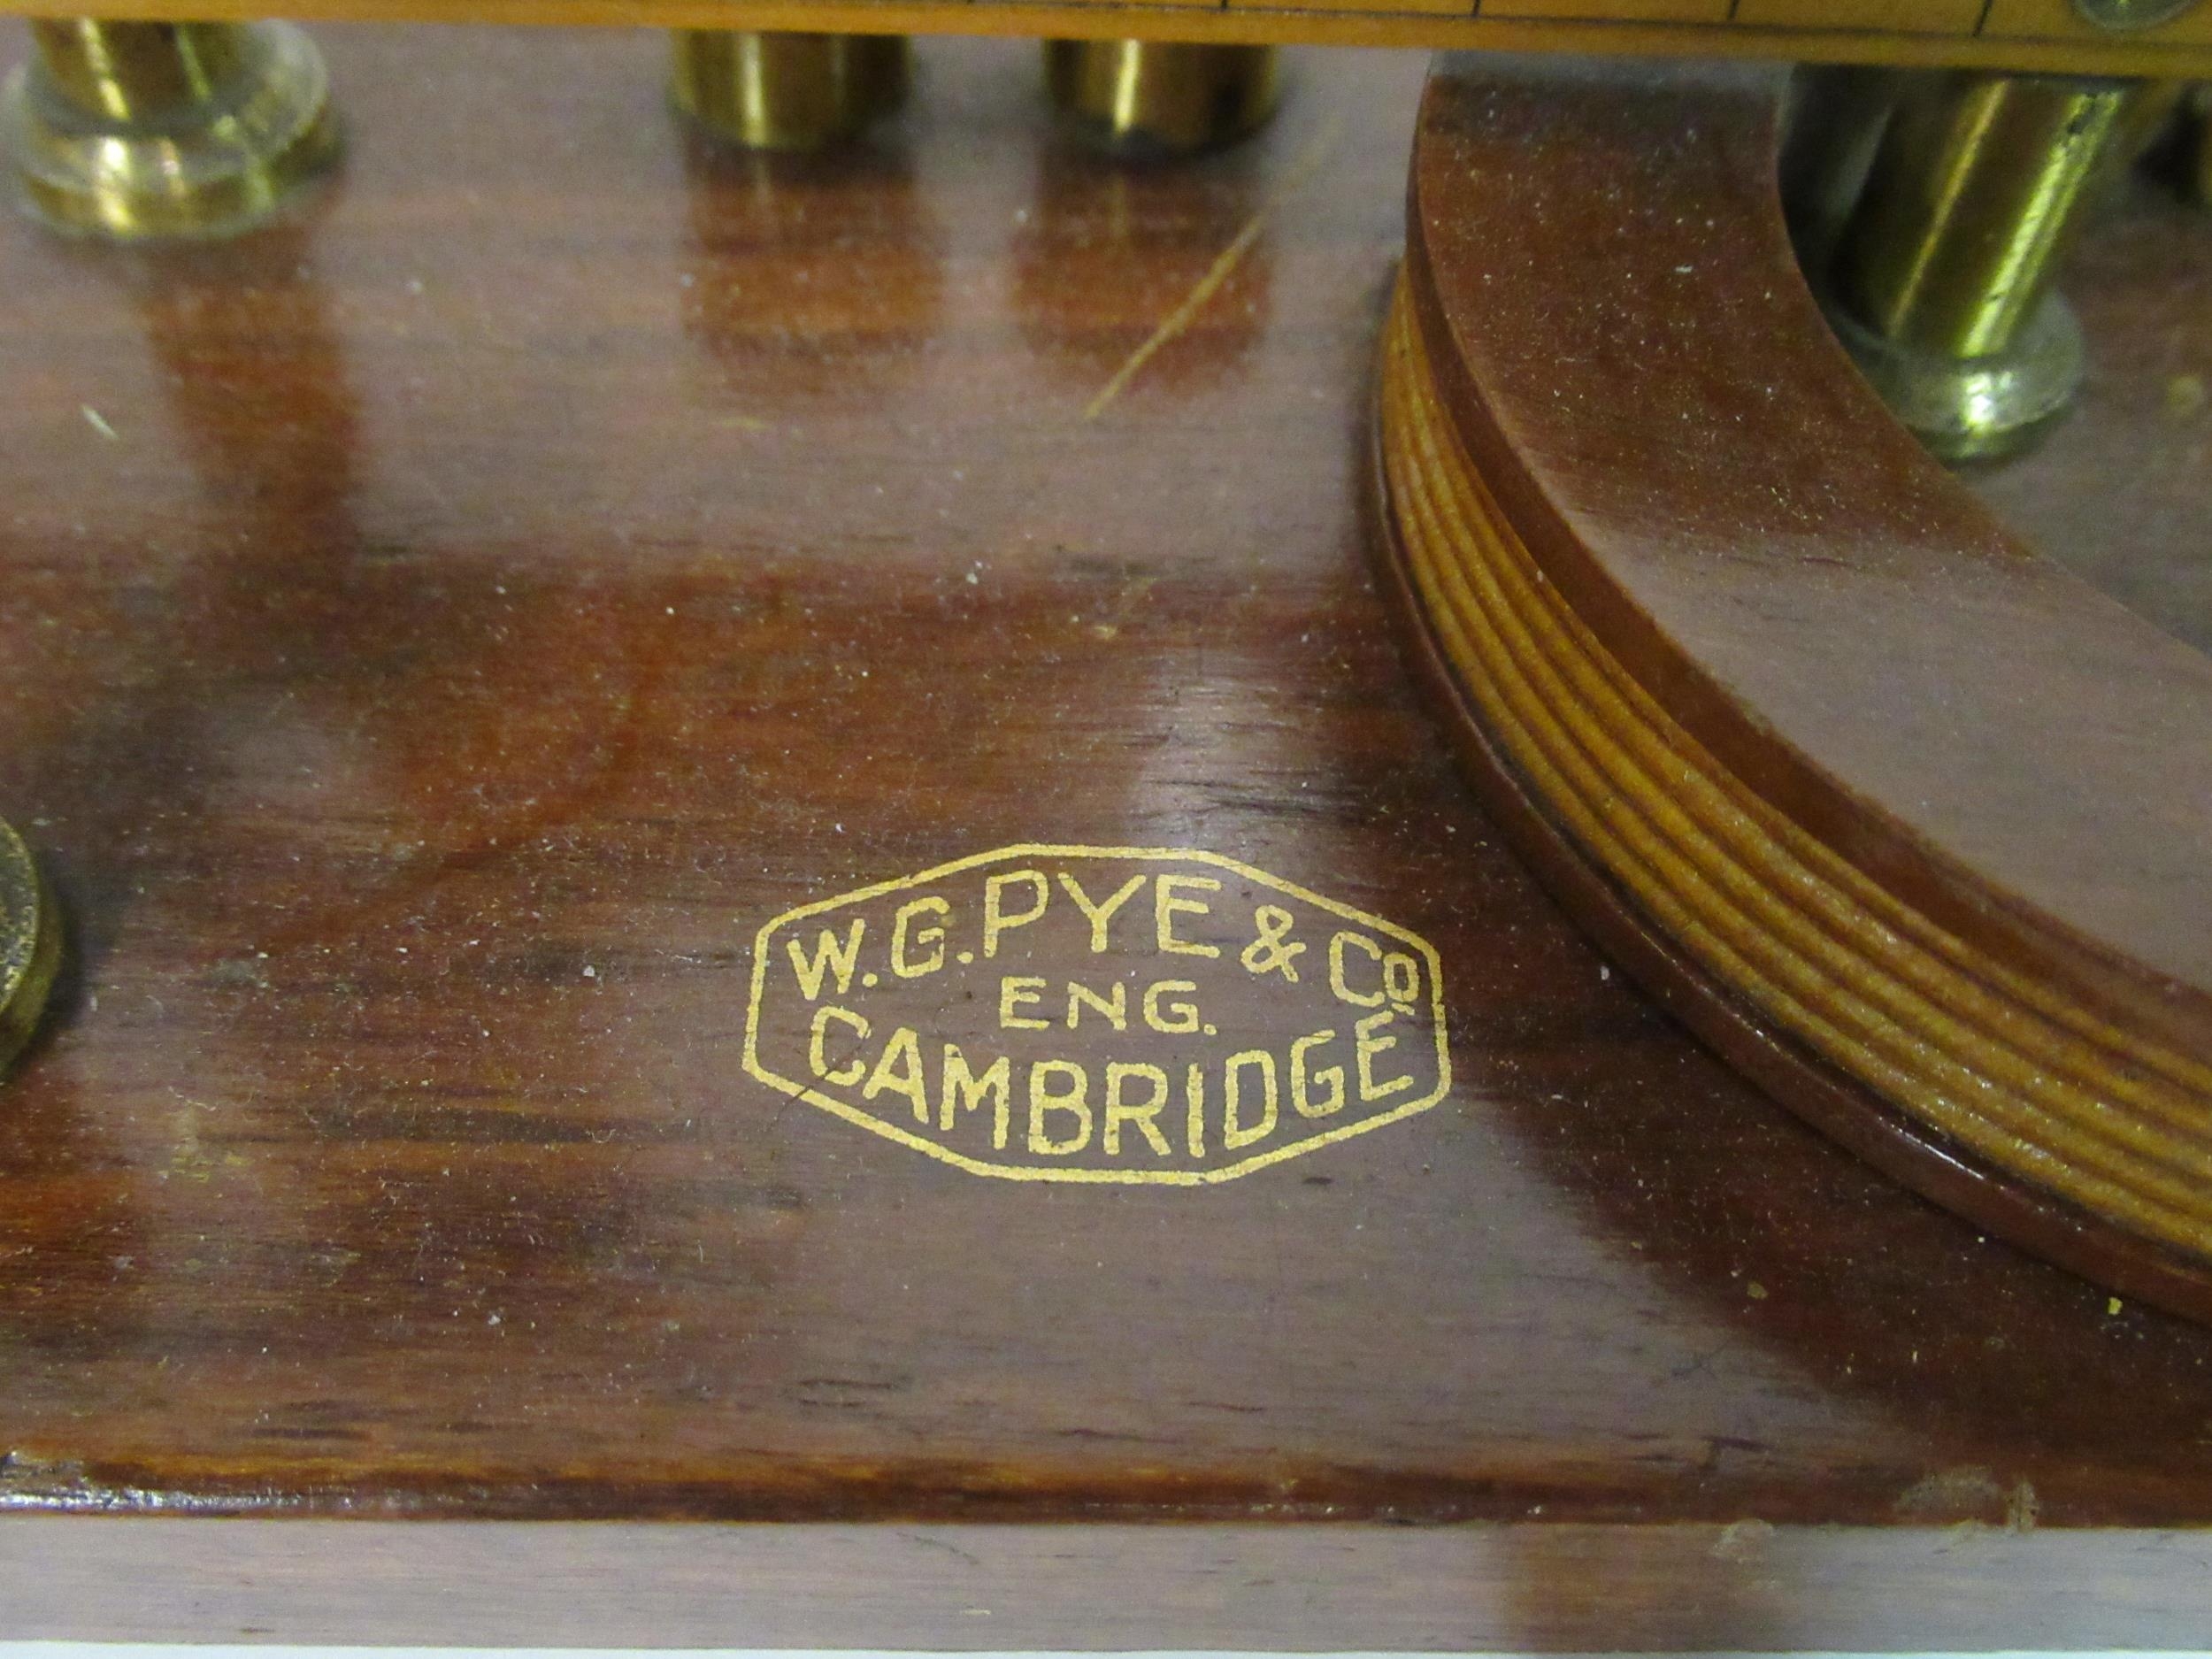 W.G. PYE & Co.
ENG.
CAMBRIDGE